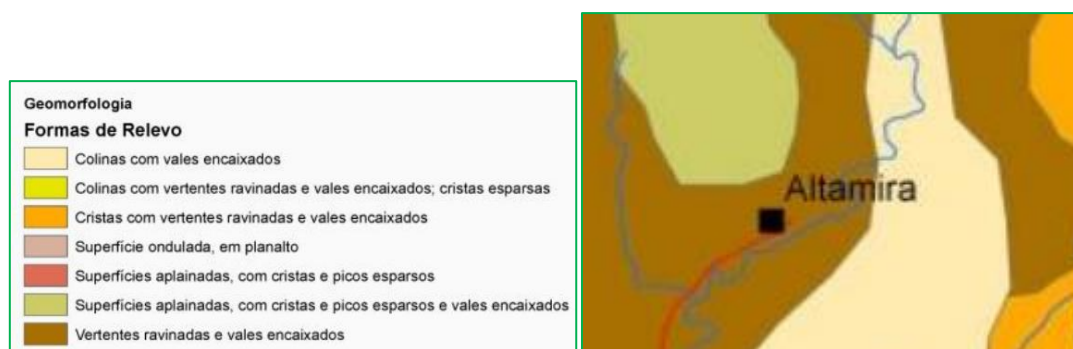 Geomorfologia
Formas de Relevo
Colinas com vales encaixados
Colinas com vertentes ravinadas e vales encaixados; cristas esparsas
Cristas com vertentes ravinadas e vales encaixados
Superfície ondulada, em planalto
Superfícies aplainadas, com cristas e picos esparsos
Superfícies aplainadas, com cristas e picos esparsos e vales encaixados
Vertentes ravinadas e vales encaixados
Altamira